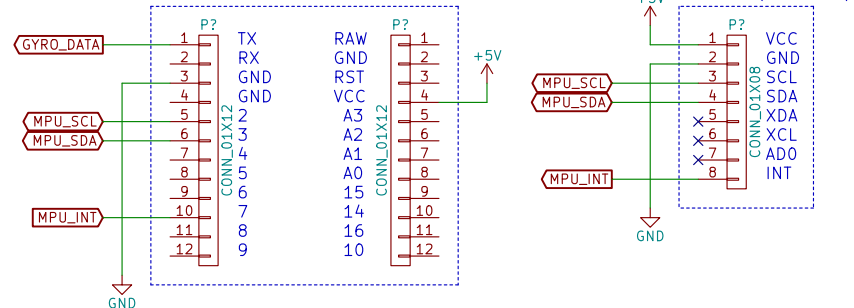 +5V
P? P? P?
GYRO_DATA 1 TX RAW 1 1 VCC
2 RX GND 2 +5V 2 GND
3 GND RST 3 MPU_SCL 3 SCL
4 GND VCC 4 MPU_SDA 4 SDA
MPU_SCL 5 2 A3 5 5 XDA
MPU_SDA 6 3 A2 6 6 XCL
7 4 A1 7 7 AD0
8 5 A0 8 MPU_INT 8 INT
9 6 15 9
MPU_INT 10 7 14 10
11 8 16 11
12 9 10 12
CONN_01X12
CONN_01X12
CONN_01X08
GND
GND